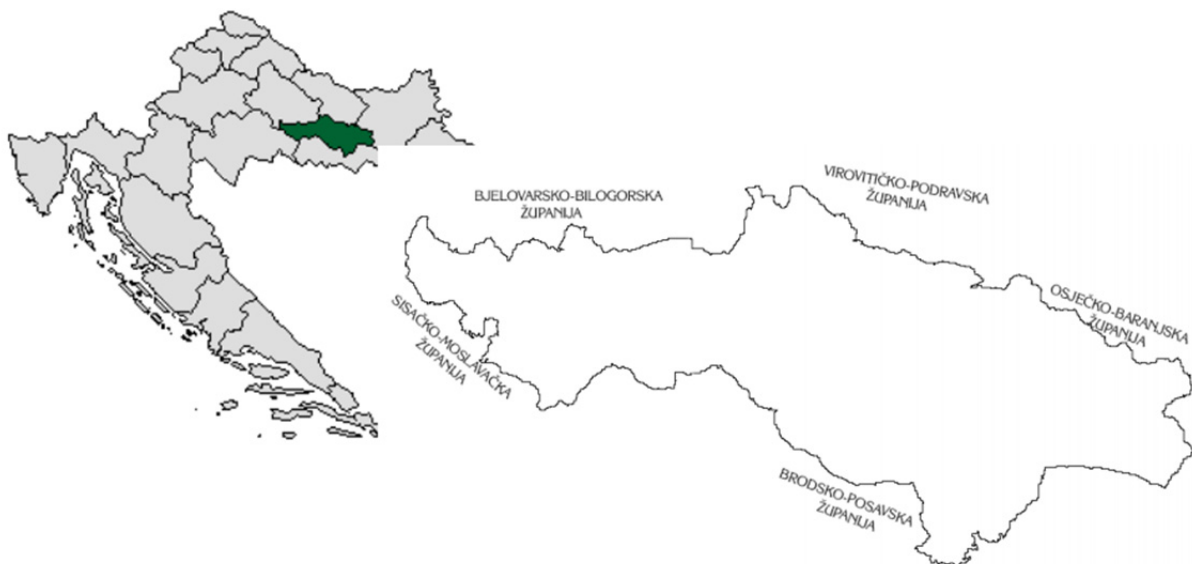 BJELOVARSKO-BILOGORSKA
ŽUPANIJA
VIROVITIČKO-PODRAVSKA
ŽUPANIJA
OSJEČKO-BARANJSKA
ŽUPANIJA
SISAČKO-MOSLAVAČKA
ŽUPANIJA
BRODSKO-POSAVSKA
ŽUPANIJA